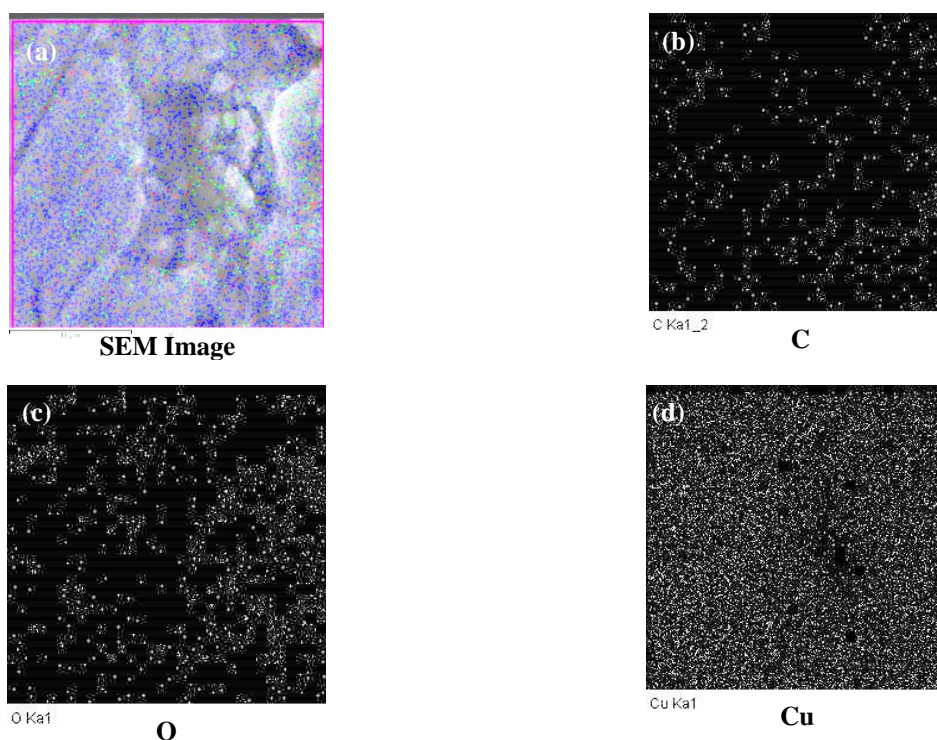 (a)
SEM Image
(b)
C Ka1_2
C
(c)
O Ka1
O
(d)
Cu Ka1
Cu